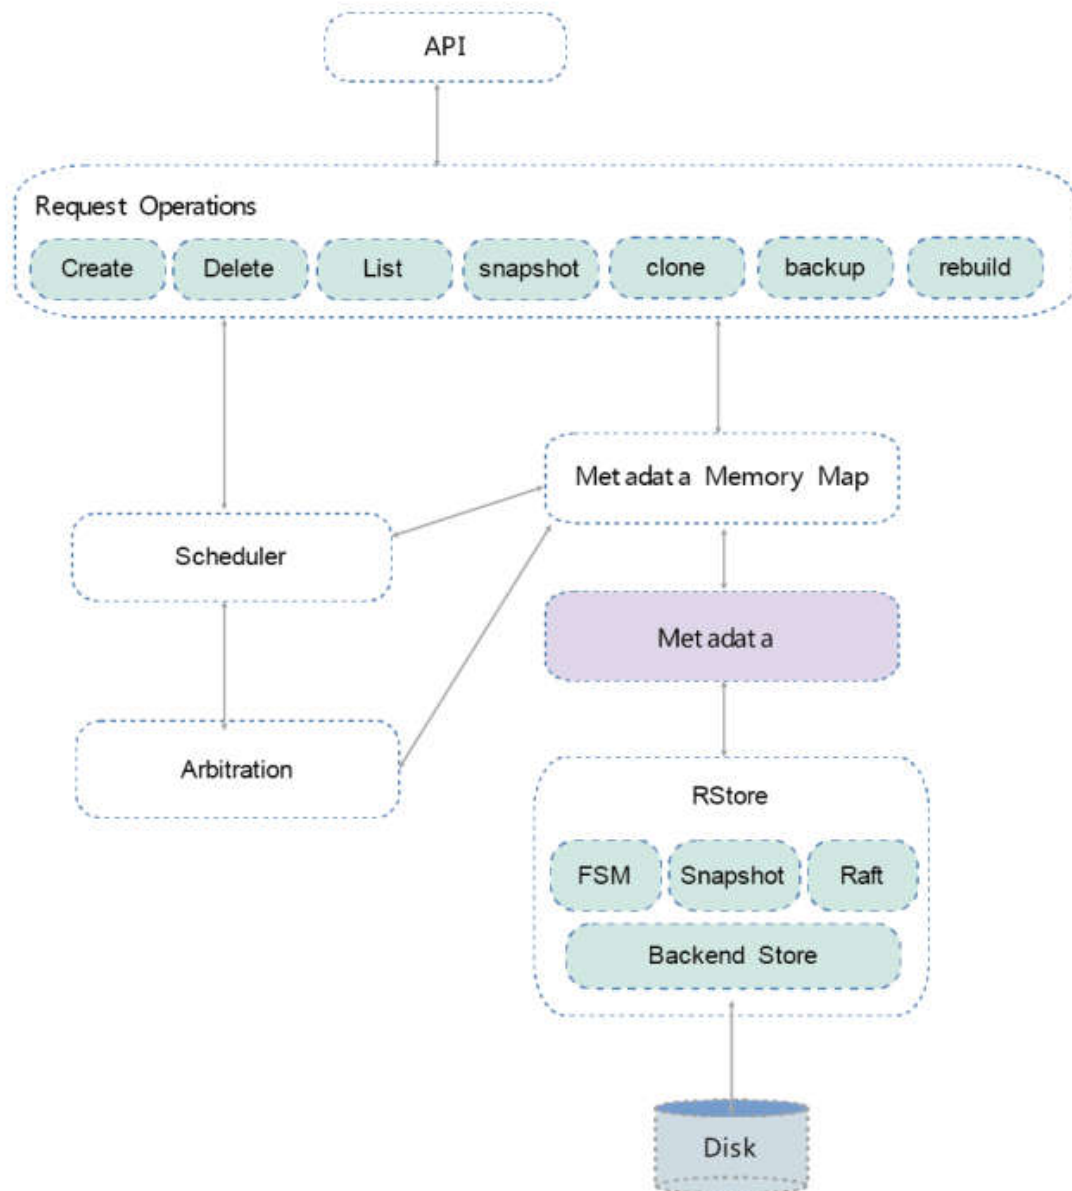 API
Request Operations
Create Delete List snapshot clone backup rebuild
Metadata Memory Map
Scheduler
Metadata
Arbitration
RStore
FSM Snapshot Raft
Backend Store
Disk